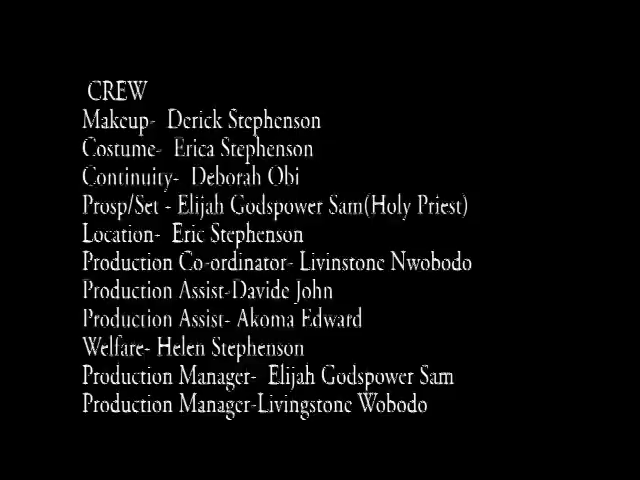 CREW
Makeup-  Derick Stephenson
Costume-  Erica Stephenson
Continuity-  Deborah Obi
Prosp/Set - Elijah Godspower Sam(Holy Priest)
Location-  Eric Stephenson
Production Co-ordinator- Livinstone Nwobodo
Production Assist-Davide John
Production Assist- Akoma Edward
Welfare- Helen Stephenson
Production Manager-  Elijah Godspower Sam
Production Manager-Livingstone Wobodo